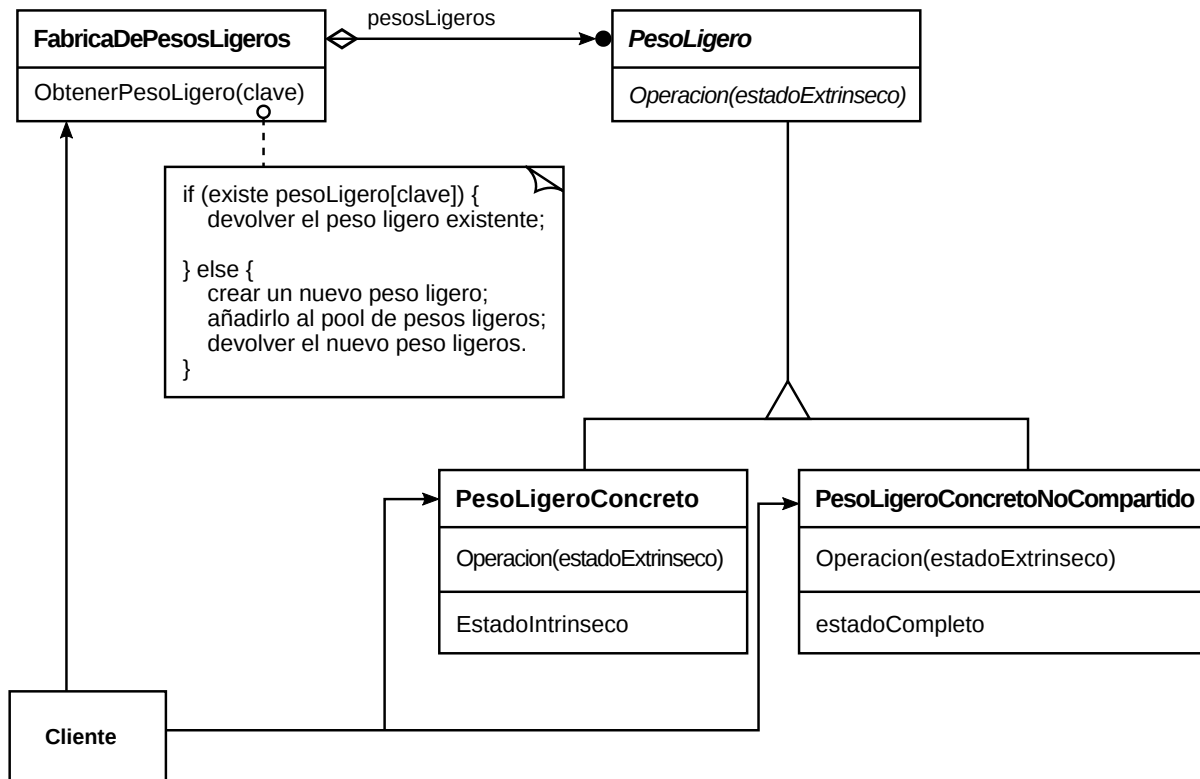 pesosLigeros
FabricaDePesosLigeros
ObtenerPesoLigero(clave)
PesoLigero
Operacion(estadoExtrinseco)
if (existe pesoLigero[clave]) {
devolver el peso ligero existente;
} else {
crear un nuevo peso ligero;
añadirlo al pool de pesos ligeros;
devolver el nuevo peso ligeros.
}
PesoLigeroConcreto
Operacion(estadoExtrinseco)
EstadoIntrinseco
PesoLigeroConcretoNoCompartido
Operacion(estadoExtrinseco)
estadoCompleto
Cliente